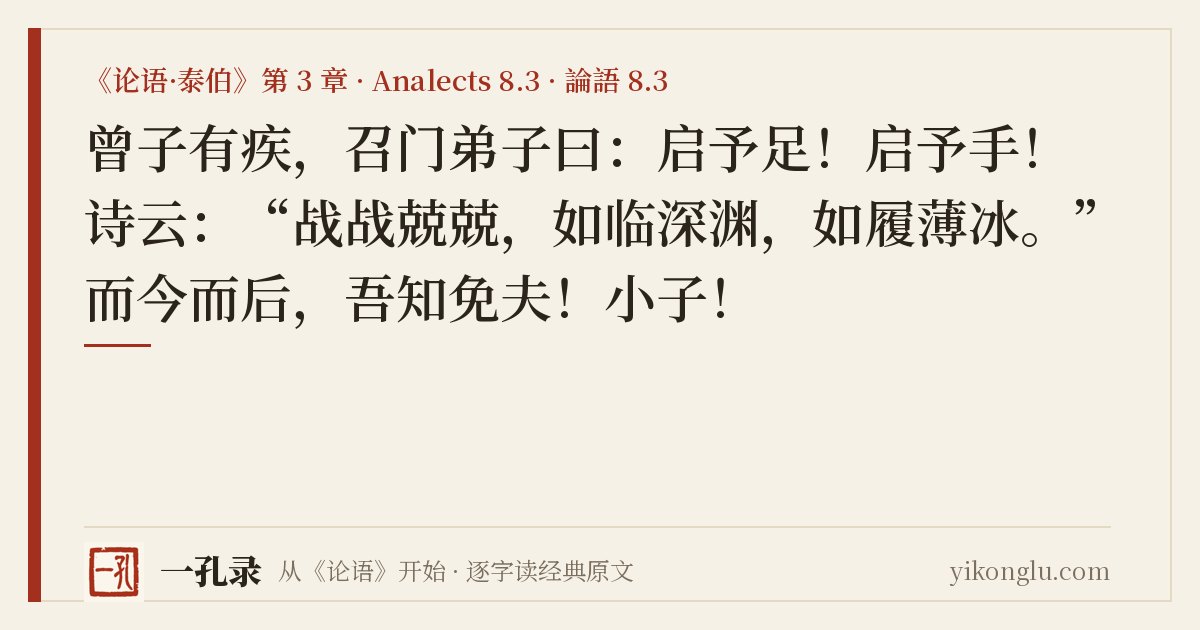 《论语·泰伯》第 3 章 · Analects 8.3 · 論語 8.3
曾子有疾，召门弟子曰：启予足！启予手！
诗云：“战战兢兢，如临深渊，如履薄冰。”
而今而后，吾知免夫！小子！
一孔
一孔录 从《论语》开始 · 逐字读经典原文 yikonglu.com